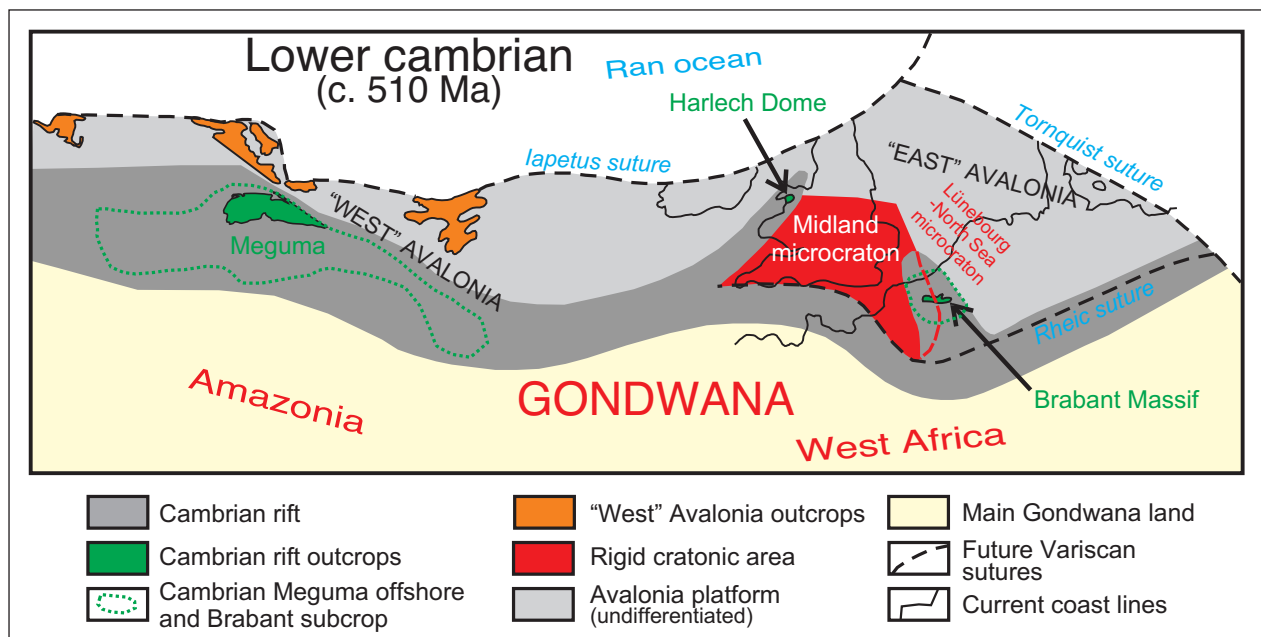 Lower cambrian
(c. 510 Ma)
Ran ocean
Harlech Dome
Tornquist suture
Iapetus suture
"EAST" AVALONIA
Lünebourg
-North Sea
microcraton
Midland
microcraton
Meguma
"WEST" AVALONIA
Rheic suture
Amazonia
GONDWANA
West Africa
Brabant Massif
Cambrian rift
Cambrian rift outcrops
Cambrian Meguma offshore
and Brabant subcrop
"West" Avalonia outcrops
Rigid cratonic area
Avalonia platform
(undifferentiated)
Main Gondwana land
Future Variscan
sutures
Current coast lines